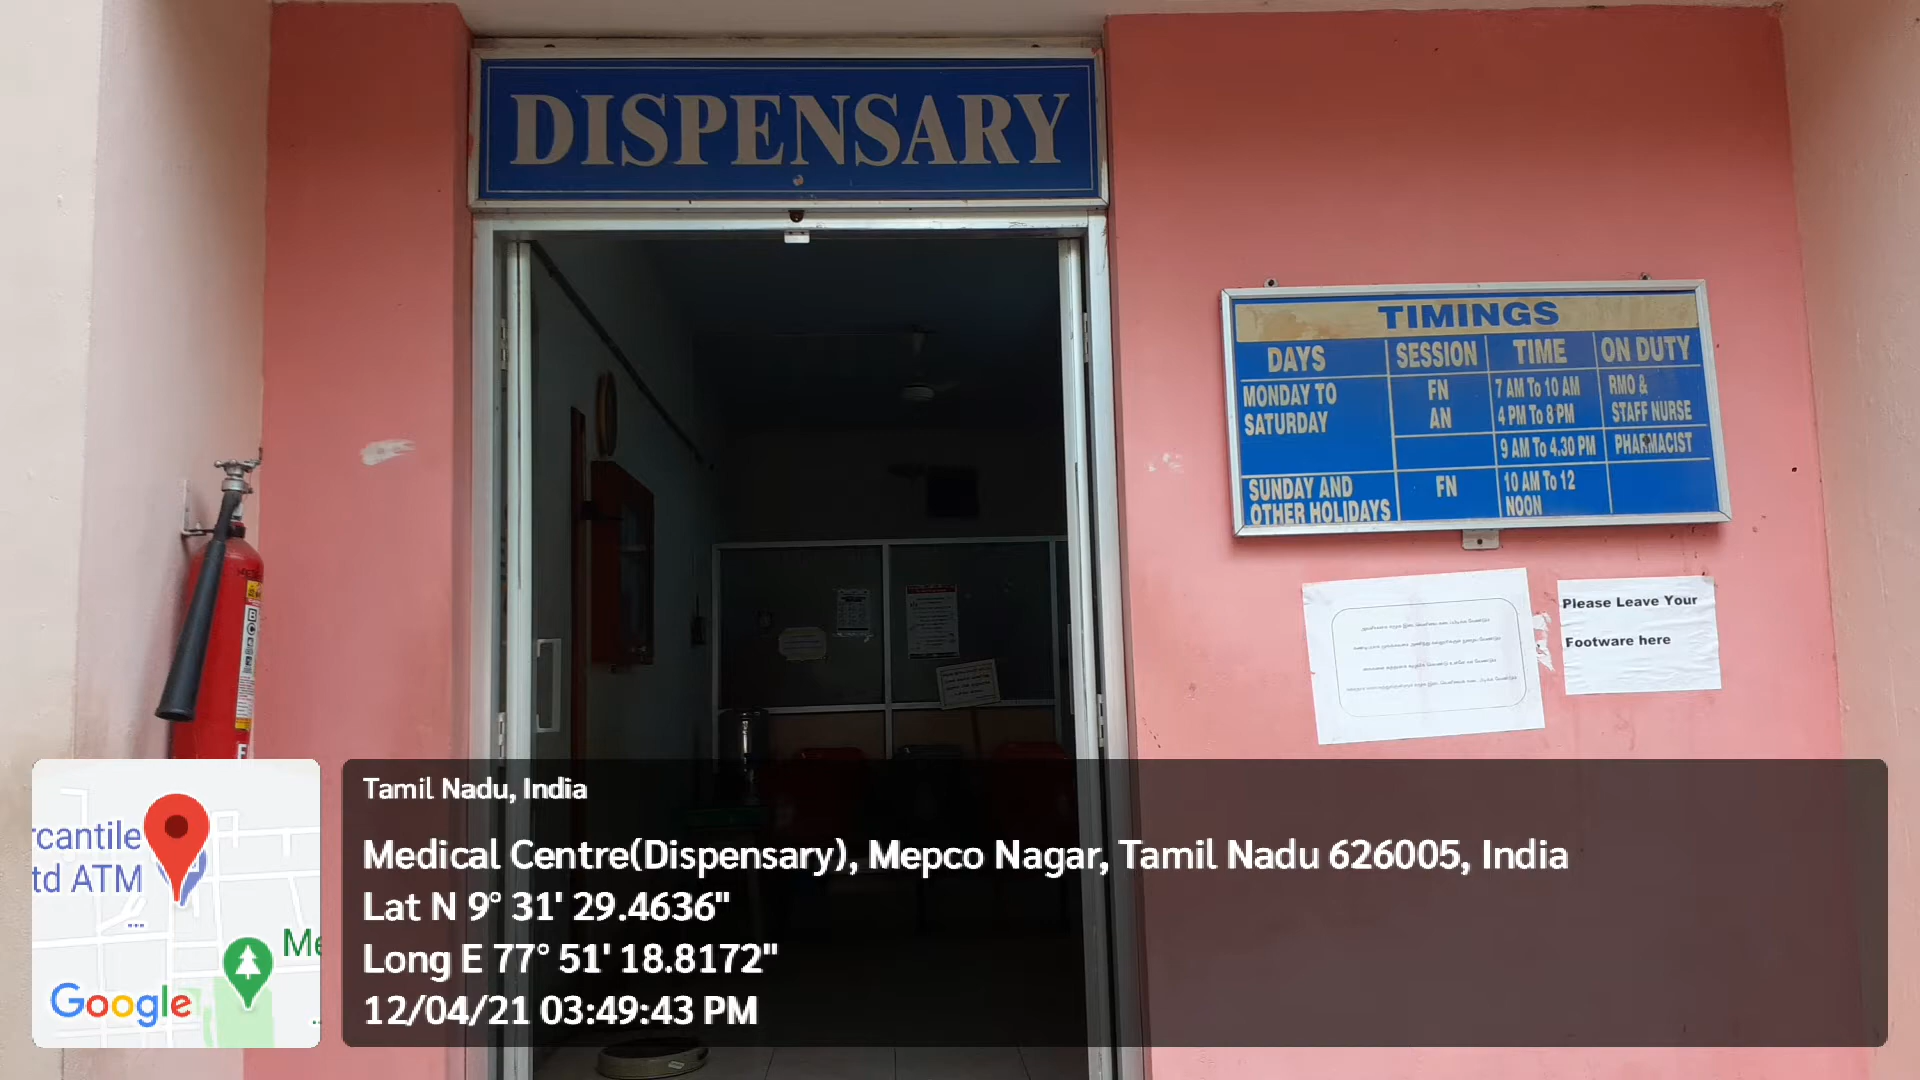 DISPENSARY
TIMINGS
DAYS SESSION TIME ON DUTY
MONDAY TO SATURDAY FN 7 AM To 10 AM RMO &
AN 4 PM To 8 PM STAFF NURSE
9 AM To 4.30 PM PHARMACIST
SUNDAY AND OTHER HOLIDAYS FN 10 AM To 12 NOON
Please Leave Your
Footware here
Tamil Nadu, India
Medical Centre(Dispensary), Mepco Nagar, Tamil Nadu 626005, India
Lat N 9° 31' 29.4636"
Long E 77° 51' 18.8172"
12/04/21 03:49:43 PM
rcantile
td ATM
Me
Google